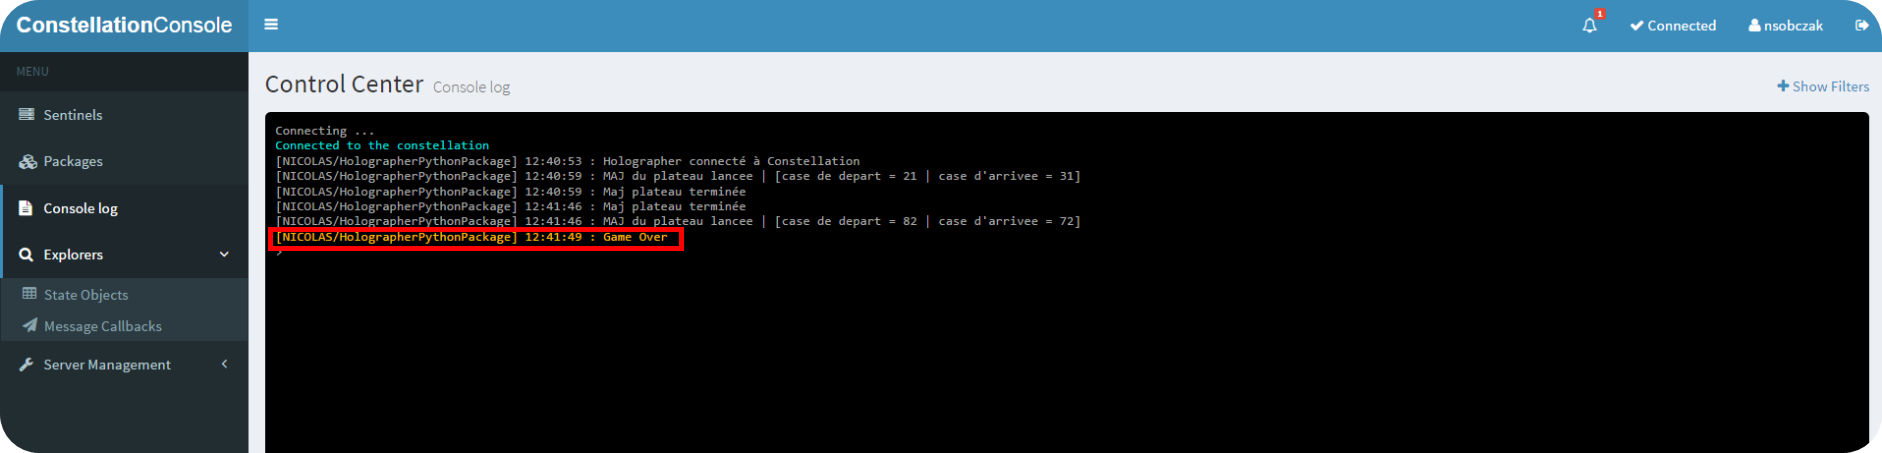 ConstellationConsole
1
Connected
nsobczak
MENU
Sentinels
Packages
Console log
Explorers
State Objects
Message Callbacks
Server Management
Control Center Console log
Show Filters
Connecting ...
Connected to the constellation
[NICOLAS/HolographerPythonPackage] 12:40:53 : Holographer connecté à Constellation
[NICOLAS/HolographerPythonPackage] 12:40:59 : MAJ du plateau lancee | [case de depart = 21 | case d'arrivee = 31]
[NICOLAS/HolographerPythonPackage] 12:40:59 : Maj plateau terminée
[NICOLAS/HolographerPythonPackage] 12:41:46 : Maj plateau terminée
[NICOLAS/HolographerPythonPackage] 12:41:46 : MAJ du plateau lancee | [case de depart = 82 | case d'arrivee = 72]
[NICOLAS/HolographerPythonPackage] 12:41:49 : Game Over
>